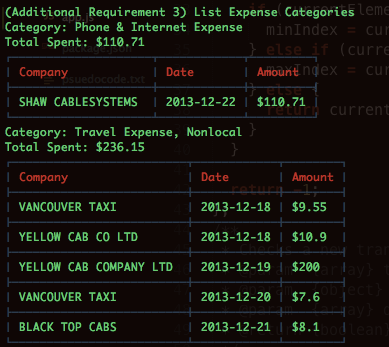 (Additional Requirement 3) List Expense Categories
Category: Phone & Internet Expense
Total Spent: $110.71
Company Date Amount
SHAW CABLESYSTEMS 2013-12-22 $110.71
Category: Travel Expense, Nonlocal
Total Spent: $236.15
Company Date Amount
VANCOUVER TAXI 2013-12-18 $9.55
YELLOW CAB CO LTD 2013-12-18 $10.9
YELLOW CAB COMPANY LTD 2013-12-19 $200
VANCOUVER TAXI 2013-12-20 $7.6
BLACK TOP CABS 2013-12-21 $8.1